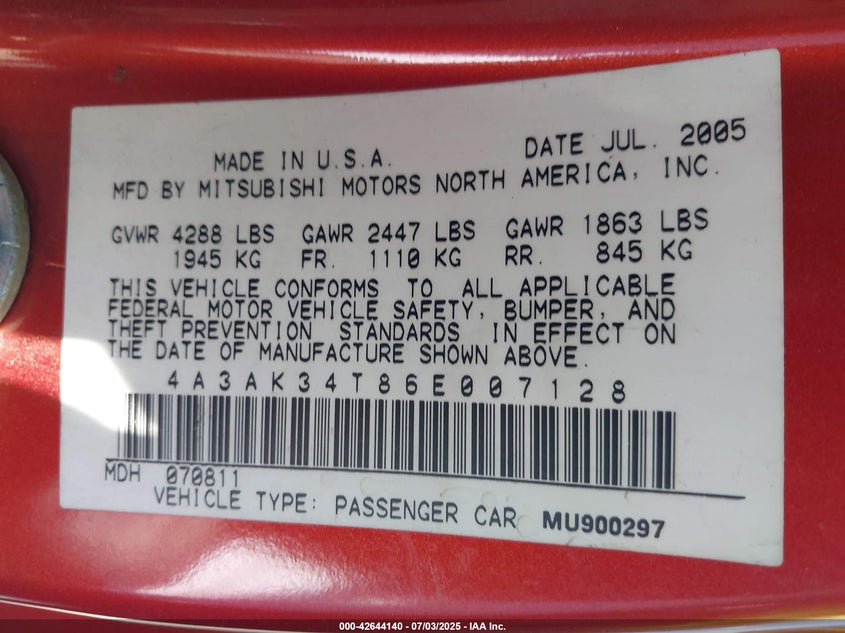 DATE JUL. 2005
MADE IN U.S.A.
MFD BY MITSUBISHI MOTORS NORTH AMERICA, INC.
GVWR 4288 LBS GAWR 2447 LBS GAWR 1863 LBS
1945 KG FR. 1110 KG RR. 845 KG
THIS VEHICLE CONFORMS TO ALL APPLICABLE
FEDERAL MOTOR VEHICLE SAFETY, BUMPER, AND
THEFT PREVENTION STANDARDS IN EFFECT ON
THE DATE OF MANUFACTURE SHOWN ABOVE.
4A3AK34T86E007128
MDH 070811
VEHICLE TYPE: PASSENGER CAR MU900297
000-42644140 - 07/03/2025 - IAA Inc.